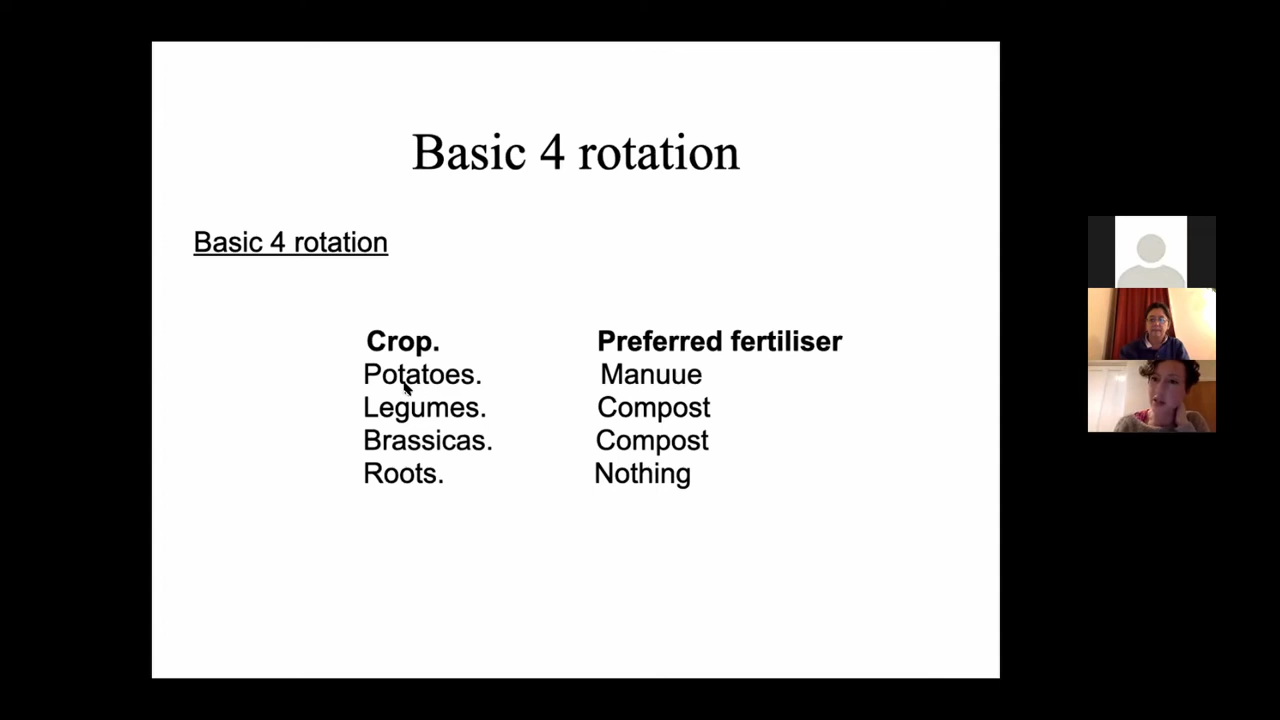 Basic 4 rotation
Basic 4 rotation
Crop. Preferred fertiliser
Potatoes. Manuue
Legumes. Compost
Brassicas. Compost
Roots. Nothing